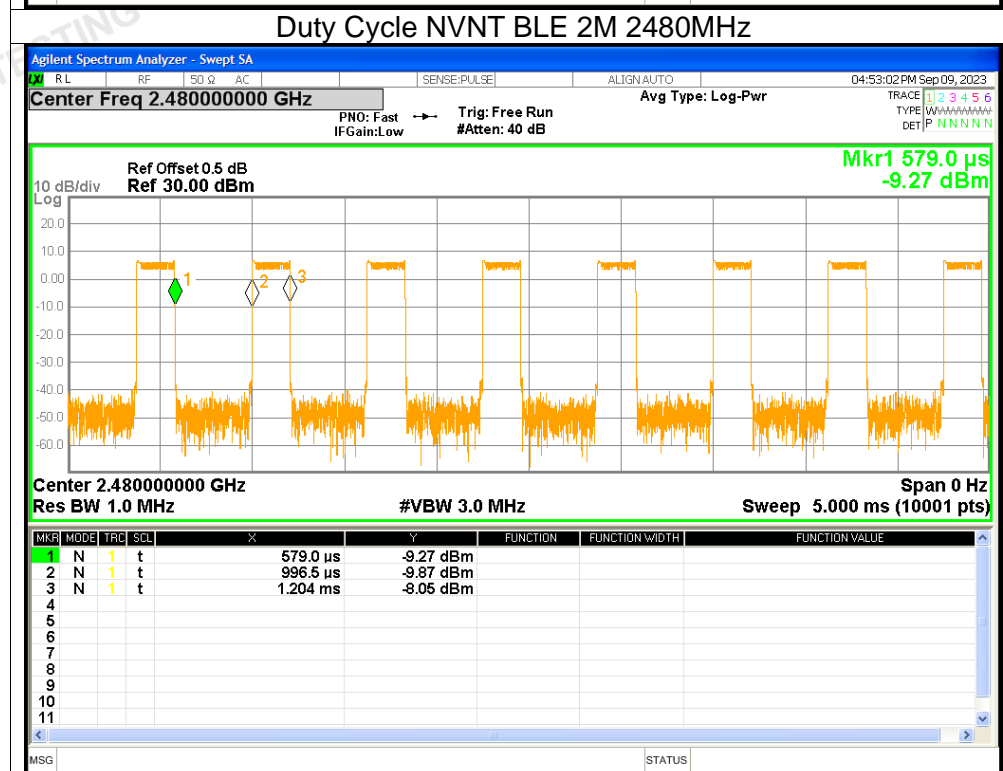 TESTING
Duty Cycle NVNT BLE 2M 2480MHz
Agilent Spectrum Analyzer - Swept SA
LXI RL RF 50 Ω AC SENSE:PULSE ALIGNAUTO 04:53:02 PM Sep 09, 2023
Center Freq 2.480000000 GHz Avg Type: Log-Pwr TRACE 1 2 3 4 5 6
PNO: Fast Trig: Free Run TYPE WWWWWW
IFGain:Low #Atten: 40 dB DET P N N N N N
Mkr1 579.0 µs
Ref Offset 0.5 dB
10 dB/div Ref 30.00 dBm -9.27 dBm
Log
20.0
10.0
0.00
-10.0
-20.0
-30.0
-40.0
-50.0
-60.0
1 2 3
Center 2.480000000 GHz Span 0 Hz
Res BW 1.0 MHz #VBW 3.0 MHz Sweep 5.000 ms (10001 pts)
MKR MODE TRC SCL X Y FUNCTION FUNCTION WIDTH FUNCTION VALUE
1 N 1 t 579.0 µs -9.27 dBm
2 N 1 t 996.5 µs -9.87 dBm
3 N 1 t 1.204 ms -8.05 dBm
4
5
6
7
8
9
10
11
MSG STATUS